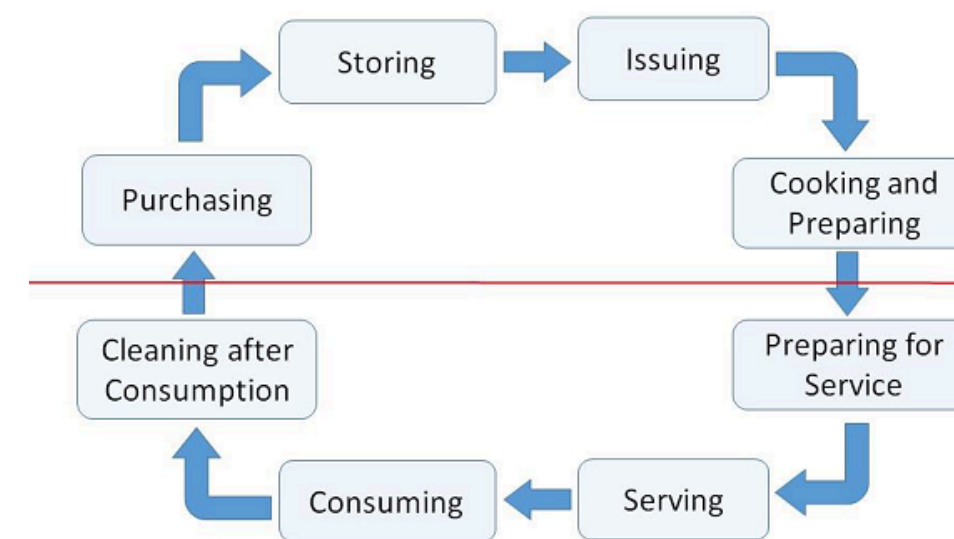 Storing
Issuing
Purchasing
Cooking and
Preparing
Cleaning after
Consumption
Preparing for
Service
Consuming
Serving